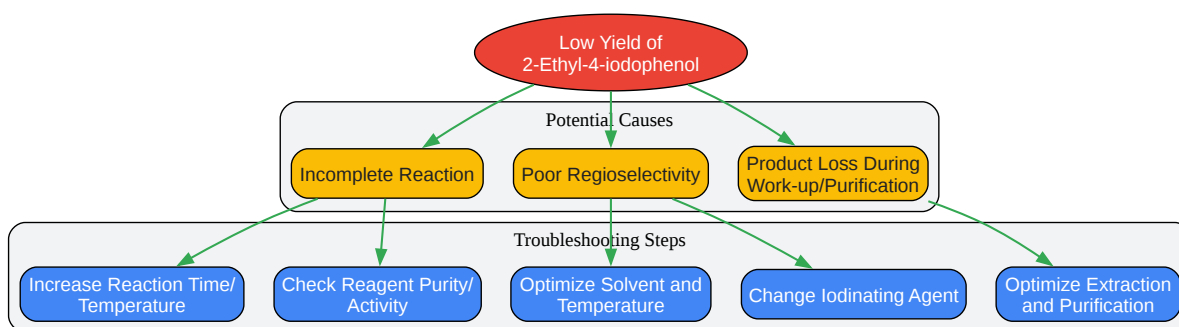 Low Yield of
2-Ethyl-4-iodophenol
Potential Causes
Incomplete Reaction
Poor Regioselectivity
Product Loss During
Work-up/Purification
Troubleshooting Steps
Increase Reaction Time/
Temperature
Check Reagent Purity/
Activity
Optimize Solvent and
Temperature
Change Iodinating Agent
Optimize Extraction
and Purification